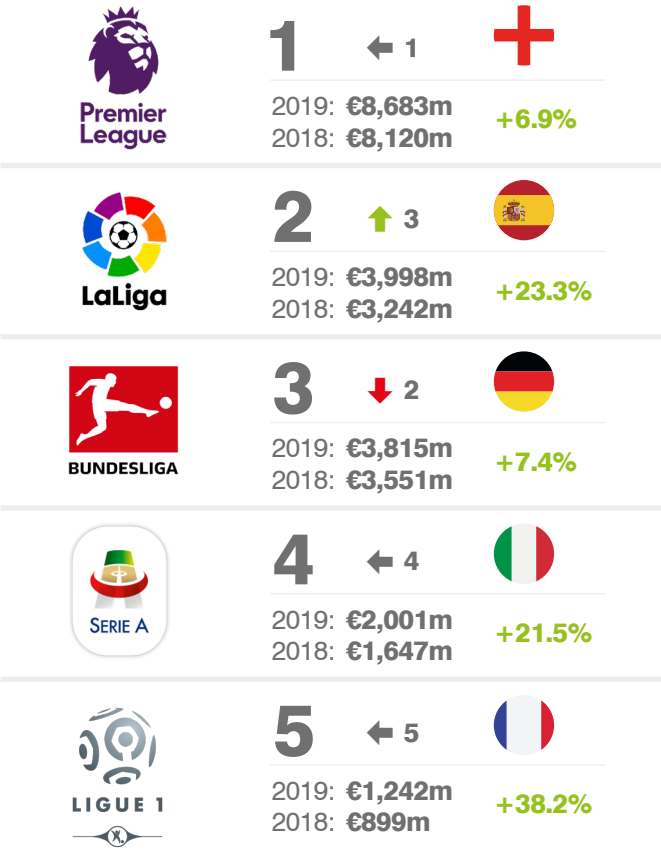 Premier
League
1
1
2019: €8,683m
2018: €8,120m
+6.9%
LaLiga
2
3
2019: €3,998m
2018: €3,242m
+23.3%
BUNDESLIGA
3
2
2019: €3,815m
2018: €3,551m
+7.4%
SERIE A
4
4
2019: €2,001m
2018: €1,647m
+21.5%
LIGUE 1
5
5
2019: €1,242m
2018: €899m
+38.2%